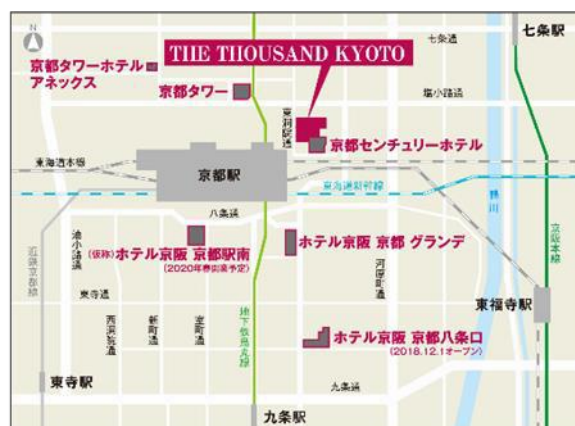 七条駅
七条通
京都タワーホテル
アネックス
THE THOUSAND KYOTO
京都タワー
塩小路通
東洞院通
京都センチュリーホテル
東海道本線
京都駅
東海道新幹線
鴨川
八条通
油小路通
近鉄京都線
(仮称)ホテル京阪 京都駅南
(2020年春開業予定)
ホテル京阪 京都 グランデ
河原町通
京阪本線
東寺通
西洞院通
新町通
室町通
地下鉄烏丸線
東福寺駅
ホテル京阪 京都八条口
(2018.12.1オープン)
東寺駅
九条通
九条駅
N